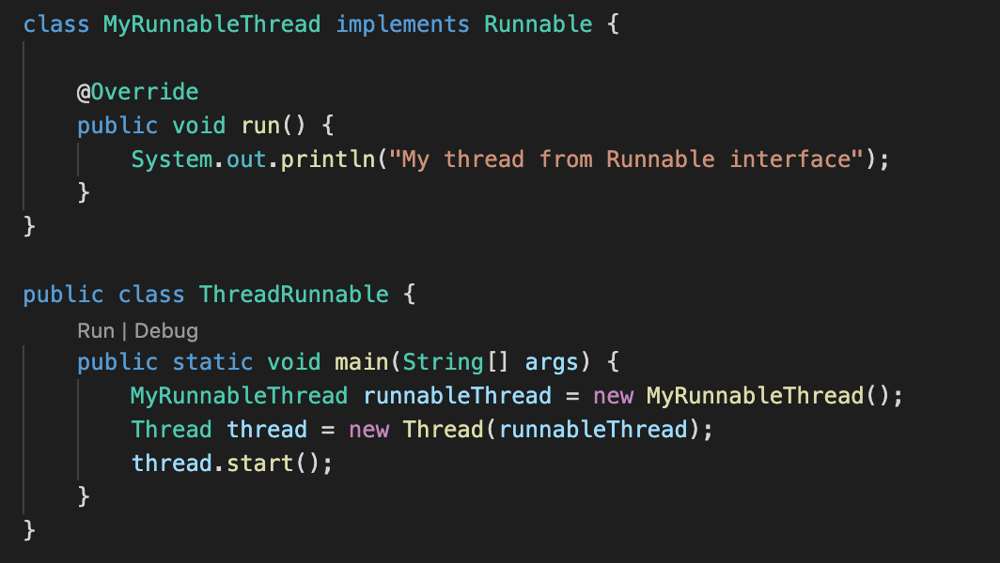 class MyRunnableThread implements Runnable {
@Override
public void run() {
System.out.println("My thread from Runnable interface");
}
}
public class ThreadRunnable {
Run | Debug
public static void main(String[] args) {
MyRunnableThread runnableThread = new MyRunnableThread();
Thread thread = new Thread(runnableThread);
thread.start();
}
}